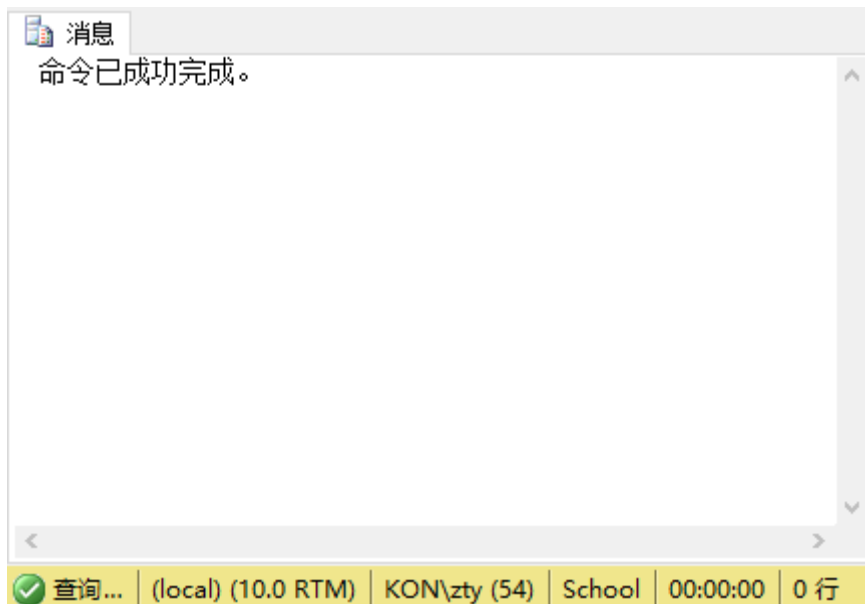 消息
命令已成功完成。
查询... (local) (10.0 RTM) KON\zty (54) School 00:00:00 0 行